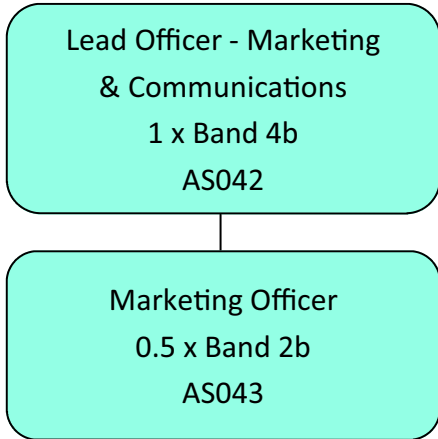 Lead Officer - Marketing
& Communications
1 x Band 4b
AS042
Marketing Officer
0.5 x Band 2b
AS043